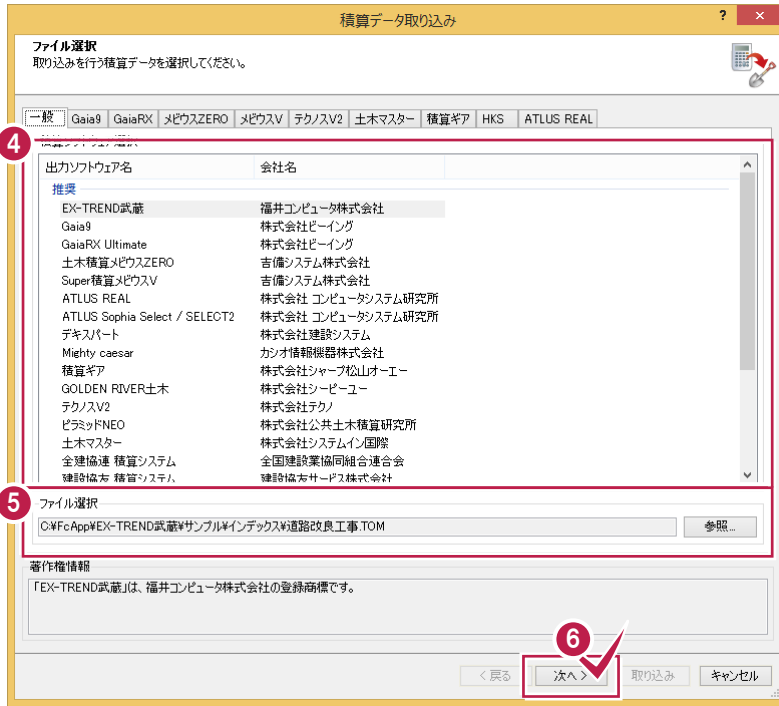 積算データ取り込み
? ×
ファイル選択
取り込みを行う積算データを選択してください。
一般 Gaia9 GaiaRX メビウスZERO メビウスV テクノスV2 土木マスター 積算ギア HKS ATLUS REAL
4
出力ソフトウェア名 会社名
推奨
EX-TREND武蔵 福井コンピュータ株式会社
Gaia9 株式会社ビーイング
GaiaRX Ultimate 株式会社ビーイング
土木積算メビウスZERO 吉備システム株式会社
Super積算メビウスV 吉備システム株式会社
ATLUS REAL 株式会社 コンピュータシステム研究所
ATLUS Sophia Select / SELECT2 株式会社 コンピュータシステム研究所
デキスパート 株式会社建設システム
Mighty caesar カシオ情報機器株式会社
積算ギア 株式会社シャープ松山オーエー
GOLDEN RIVER土木 株式会社シーピーユー
テクノスV2 株式会社テクノ
ピラミッドNEO 株式会社公共土木積算研究所
土木マスター 株式会社システムイン国際
全建協連 積算システム 全国建設業協同組合連合会
建設協友 積算システム 建設協友サービス株式会社
5
ファイル選択
C:¥FcApp¥EX-TREND武蔵¥サンプル¥インデックス¥道路改良工事.TOM 参照...
著作権情報
「EX-TREND武蔵」は、福井コンピュータ株式会社の登録商標です。
6
< 戻る 次へ > 取り込み キャンセル